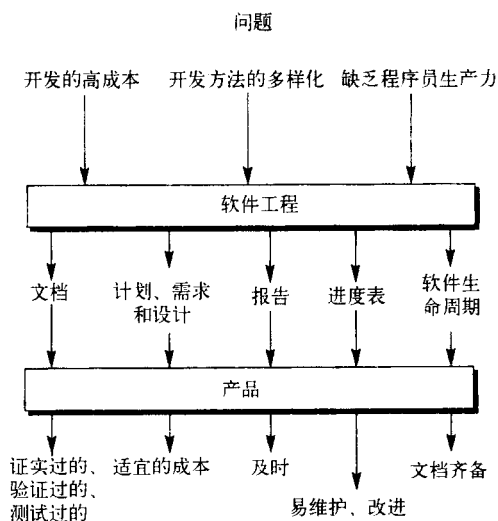 问题
开发的高成本 开发方法的多样化 缺乏程序员生产力
软件工程
文档 计划、需求和设计 报告 进度表 软件生命周期
产品
证实过的、验证过的、测试过的 适宜的成本 及时 易维护、改进 文档齐备